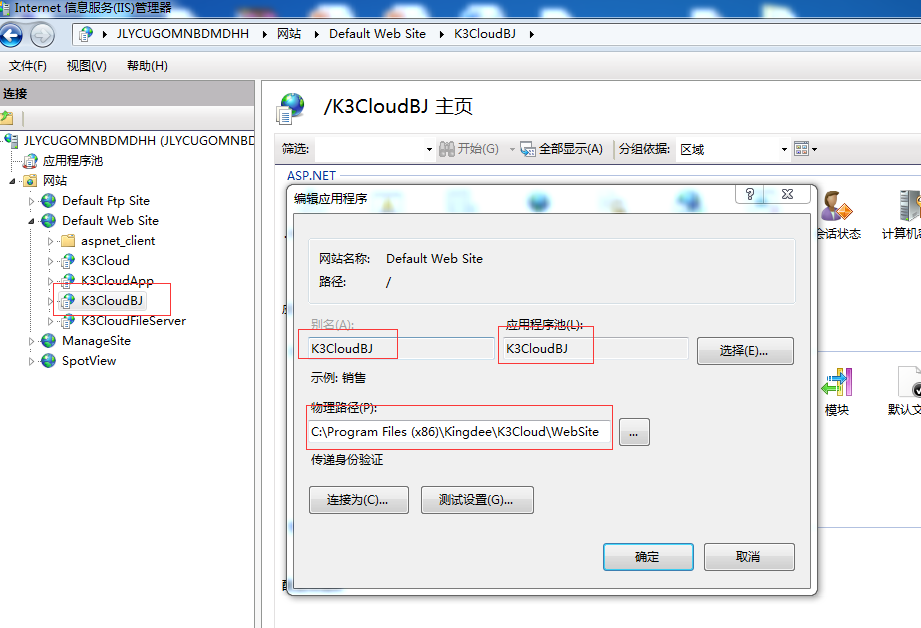 Internet 信息服务(IIS)管理器
JLYCUGOMNBDMDHH 网站 Default Web Site K3CloudBJ
文件(F) 视图(V) 帮助(H)
连接
JLYCUGOMNBDMDHH (JLYCUGOMNBD
应用程序池
网站
Default Ftp Site
Default Web Site
aspnet_client
K3Cloud
K3CloudApp
K3CloudBJ
K3CloudFileServer
ManageSite
SpotView
/K3CloudBJ 主页
筛选: 开始(G) 全部显示(A) 分组依据: 区域
ASP.NET
编辑应用程序
?
网站名称: Default Web Site
路径: /
别名(A): 应用程序池(L):
K3CloudBJ K3CloudBJ 选择(E)...
示例: 销售
物理路径(P):
C:\Program Files (x86)\Kingdee\K3Cloud\WebSite ...
传递身份验证
连接为(C)... 测试设置(G)...
确定 取消
会话状态 计算机密
模块 默认文